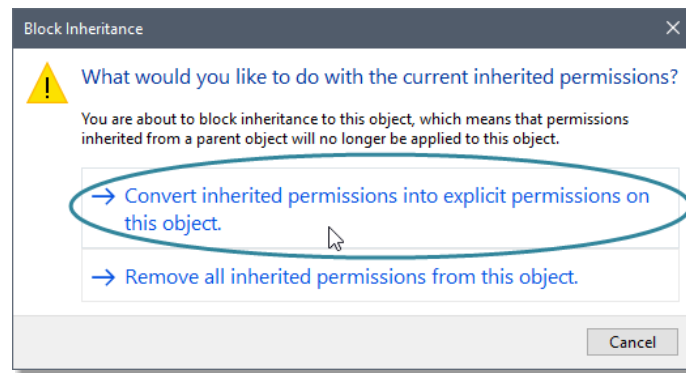 Block Inheritance
What would you like to do with the current inherited permissions?
You are about to block inheritance to this object, which means that permissions
inherited from a parent object will no longer be applied to this object.
Convert inherited permissions into explicit permissions on
this object.
Remove all inherited permissions from this object.
Cancel